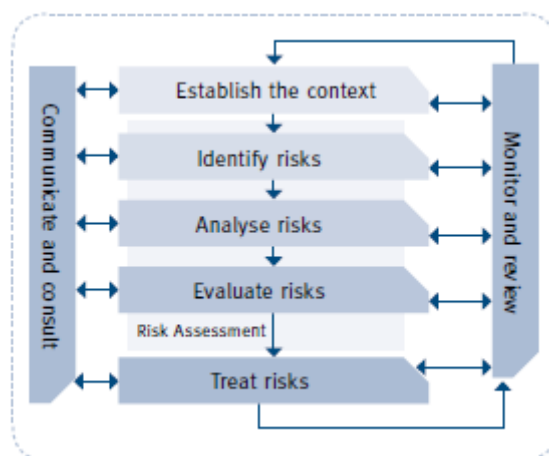 Establish the context
Identify risks
Analyse risks
Evaluate risks
Risk Assessment
Treat risks
Communicate and consult
Monitor and review